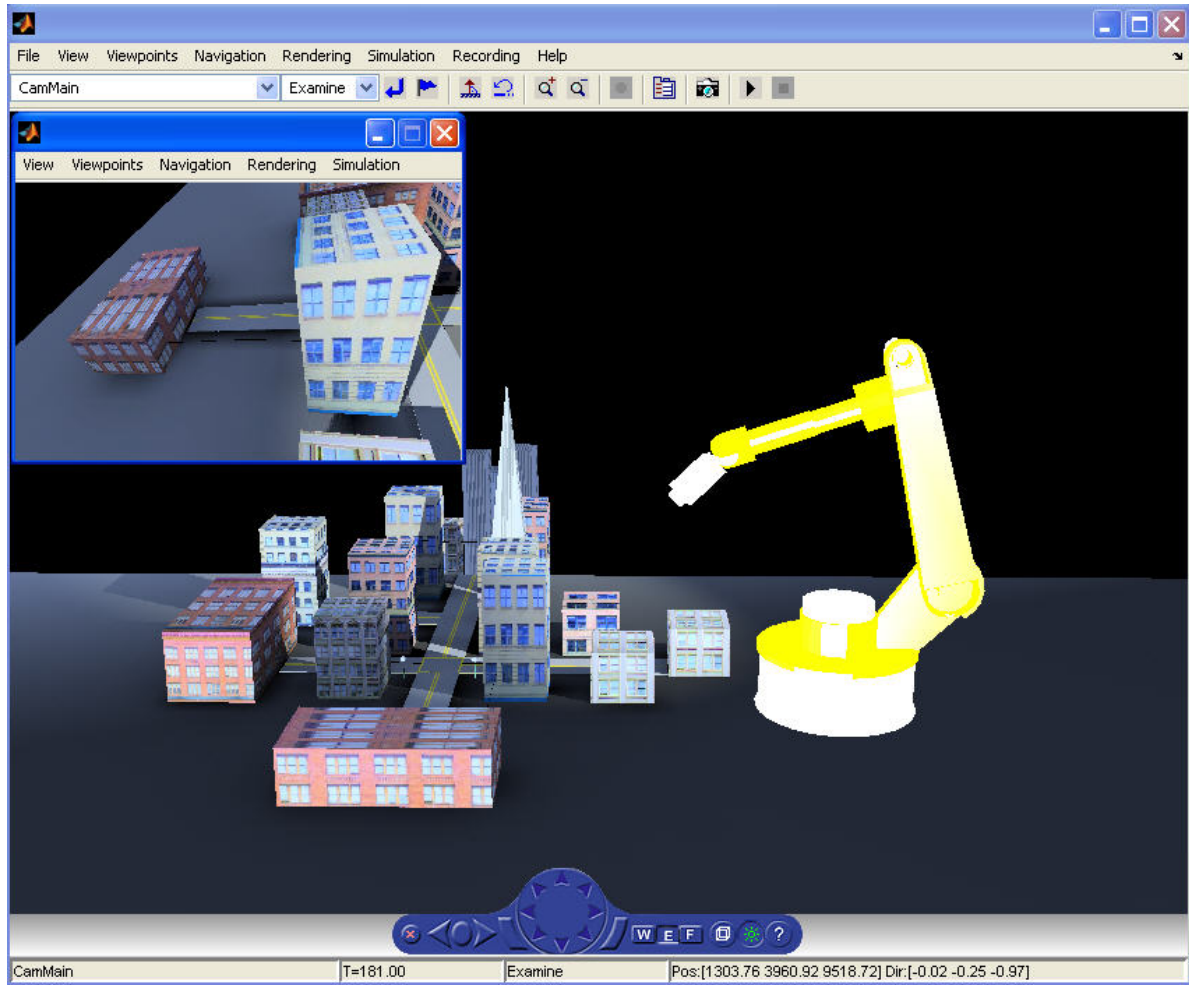 File View Viewpoints Navigation Rendering Simulation Recording Help
CamMain Examine
View Viewpoints Navigation Rendering Simulation
W E F ?
CamMain T=181.00 Examine Pos:[1303.76 3960.92 9518.72] Dir:[-0.02 -0.25 -0.97]